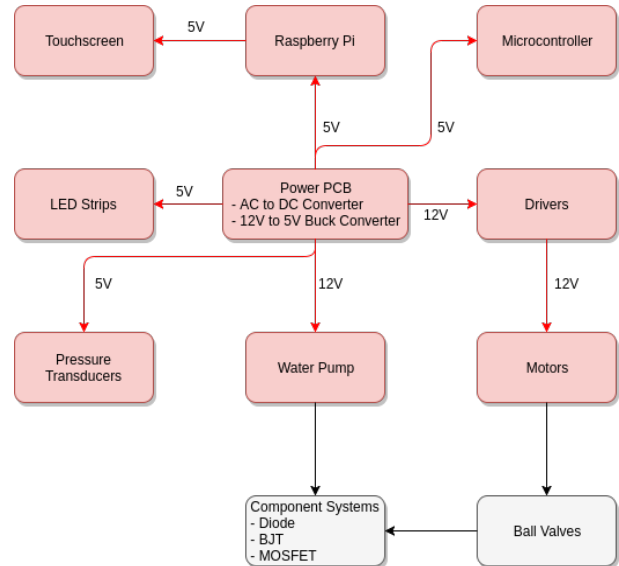 Touchscreen
5V
Raspberry Pi
Microcontroller
5V
5V
LED Strips
5V
Power PCB
- AC to DC Converter
- 12V to 5V Buck Converter
12V
Drivers
5V
12V
12V
Pressure
Transducers
Water Pump
Motors
Component Systems
- Diode
- BJT
- MOSFET
Ball Valves